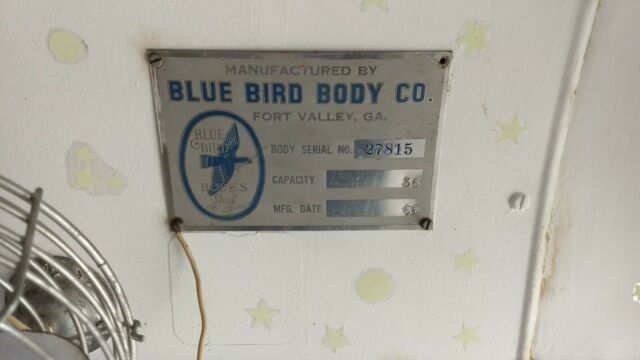 MANUFACTURED BY
BLUE BIRD BODY CO.
FORT VALLEY, GA.
BLUE
BIRD
BODIES
BODY SERIAL NO. 27815
CAPACITY 36
MFG. DATE 55